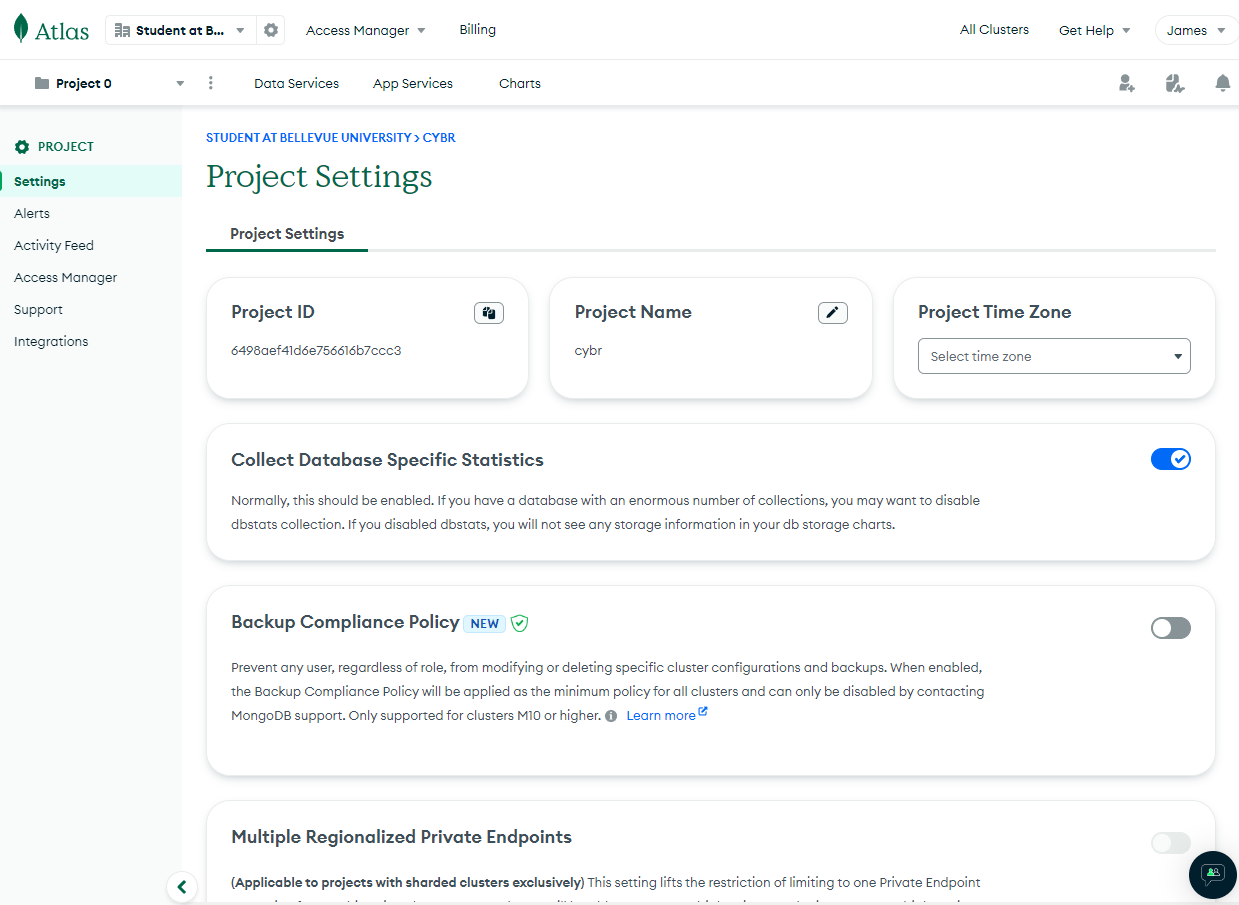 Atlas
Student at B...
Access Manager
Billing
All Clusters
Get Help
James
Project 0
Data Services
App Services
Charts
PROJECT
Settings
Alerts
Activity Feed
Access Manager
Support
Integrations
STUDENT AT BELLEVUE UNIVERSITY > CYBR
Project Settings
Project Settings
Project ID
6498aef41d6e756616b7ccc3
Project Name
cybr
Project Time Zone
Select time zone
Collect Database Specific Statistics
Normally, this should be enabled. If you have a database with an enormous number of collections, you may want to disable
dbstats collection. If you disabled dbstats, you will not see any storage information in your db storage charts.
Backup Compliance Policy NEW
Prevent any user, regardless of role, from modifying or deleting specific cluster configurations and backups. When enabled,
the Backup Compliance Policy will be applied as the minimum policy for all clusters and can only be disabled by contacting
MongoDB support. Only supported for clusters M10 or higher. Learn more
Multiple Regionalized Private Endpoints
(Applicable to projects with sharded clusters exclusively) This setting lifts the restriction of limiting to one Private Endpoint